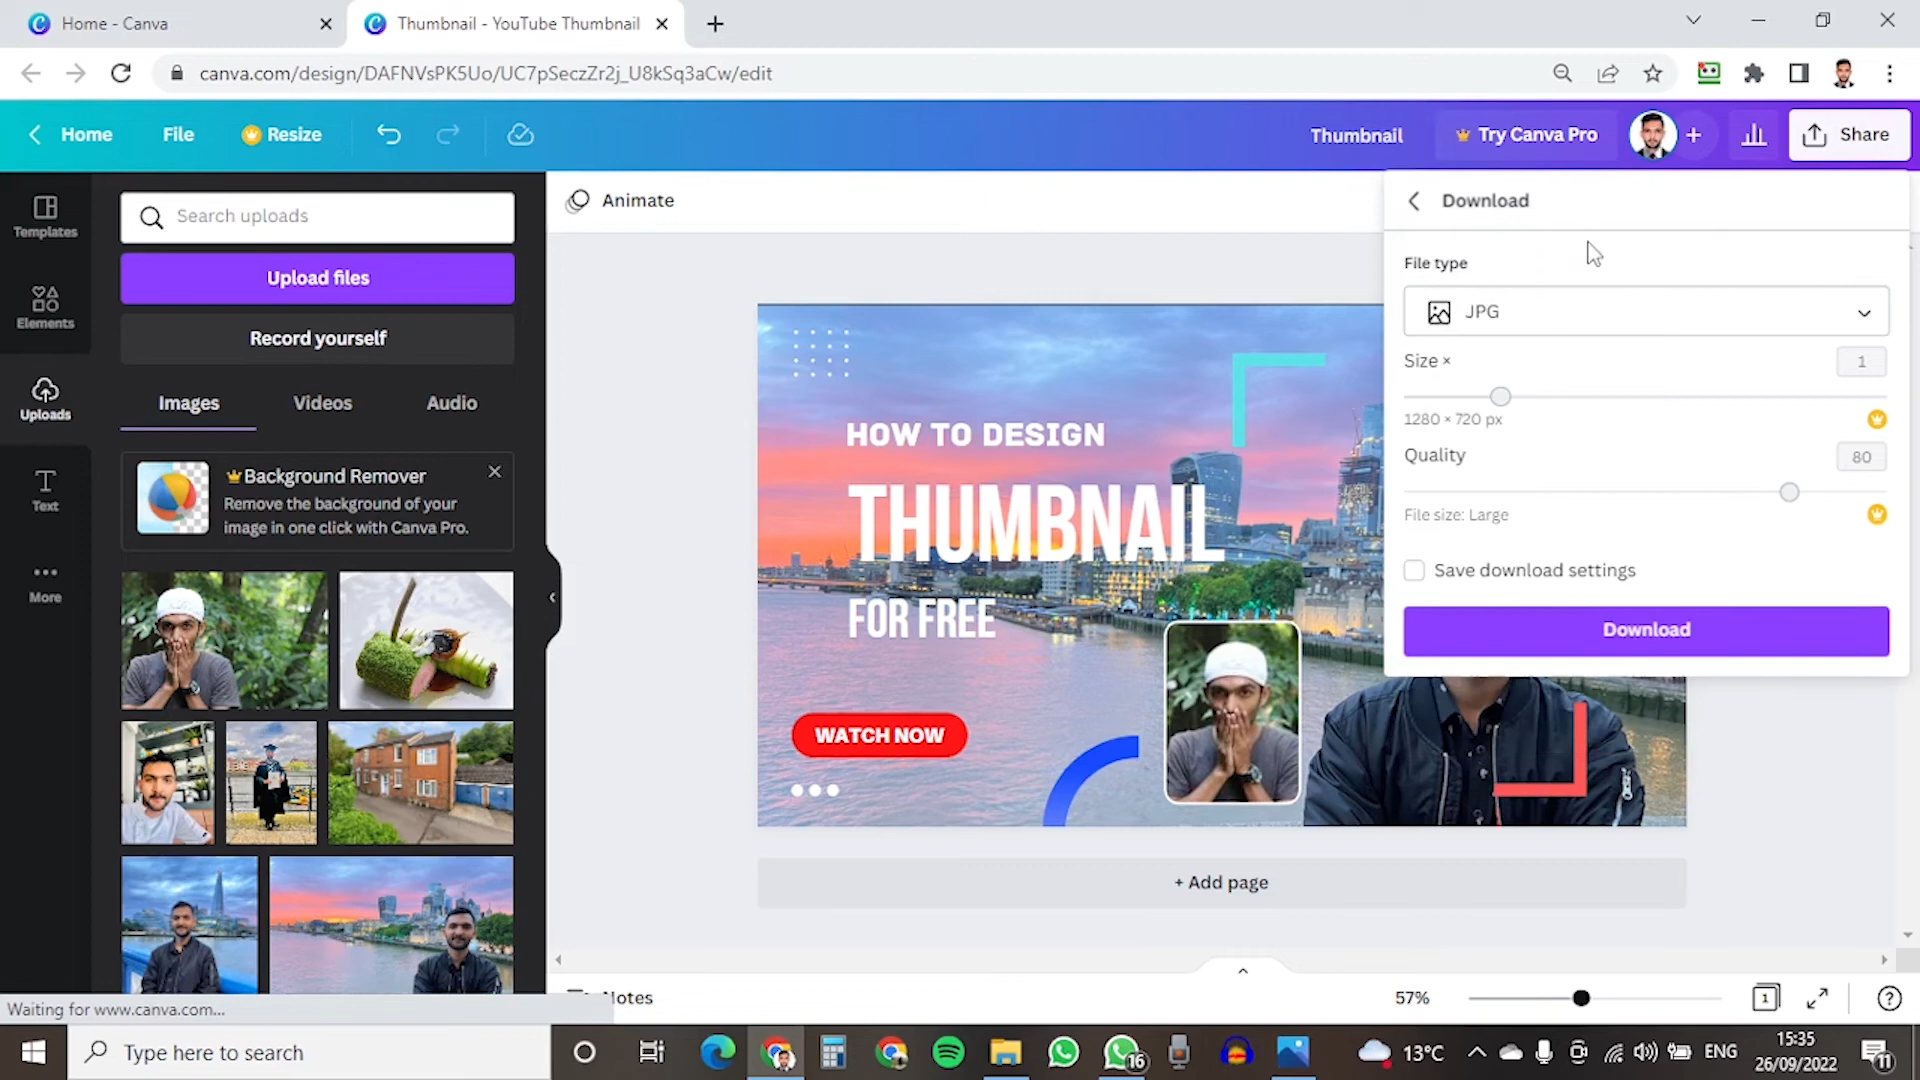 Home - Canva
Thumbnail - YouTube Thumbnail
canva.com/design/DAFNVsPK5Uo/UC7pSeczZr2j_U8kSq3aCw/edit
Home
File
Resize
Thumbnail
Try Canva Pro
Share
Templates
Elements
Uploads
Text
More
Search uploads
Upload files
Record yourself
Images
Videos
Audio
Background Remover
Remove the background of your
image in one click with Canva Pro.
Animate
HOW TO DESIGN
THUMBNAIL
FOR FREE
WATCH NOW
+ Add page
Download
File type
JPG
Size ×
1
1280 × 720 px
Quality
80
File size: Large
Save download settings
Download
Waiting for www.canva.com...
Notes
57%
1
Type here to search
16
13°C
ENG
15:35
26/09/2022
11